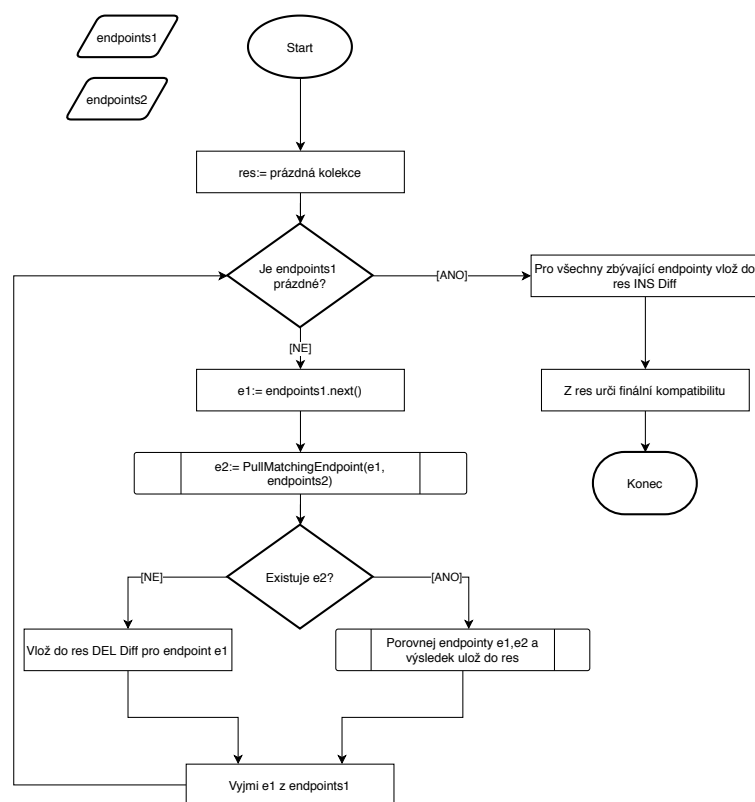 endpoints1
Start
endpoints2
res:= prázdná kolekce
Je endpoints1
prázdné?
[ANO]
Pro všechny zbývající endpointy vlož do
res INS Diff
[NE]
e1:= endpoints1.next()
Z res urči finální kompatibilitu
e2:= PullMatchingEndpoint(e1,
endpoints2)
Konec
Existuje e2?
[NE]
[ANO]
Vlož do res DEL Diff pro endpoint e1
Porovnej endpointy e1,e2 a
výsledek ulož do res
Vyjmi e1 z endpoints1